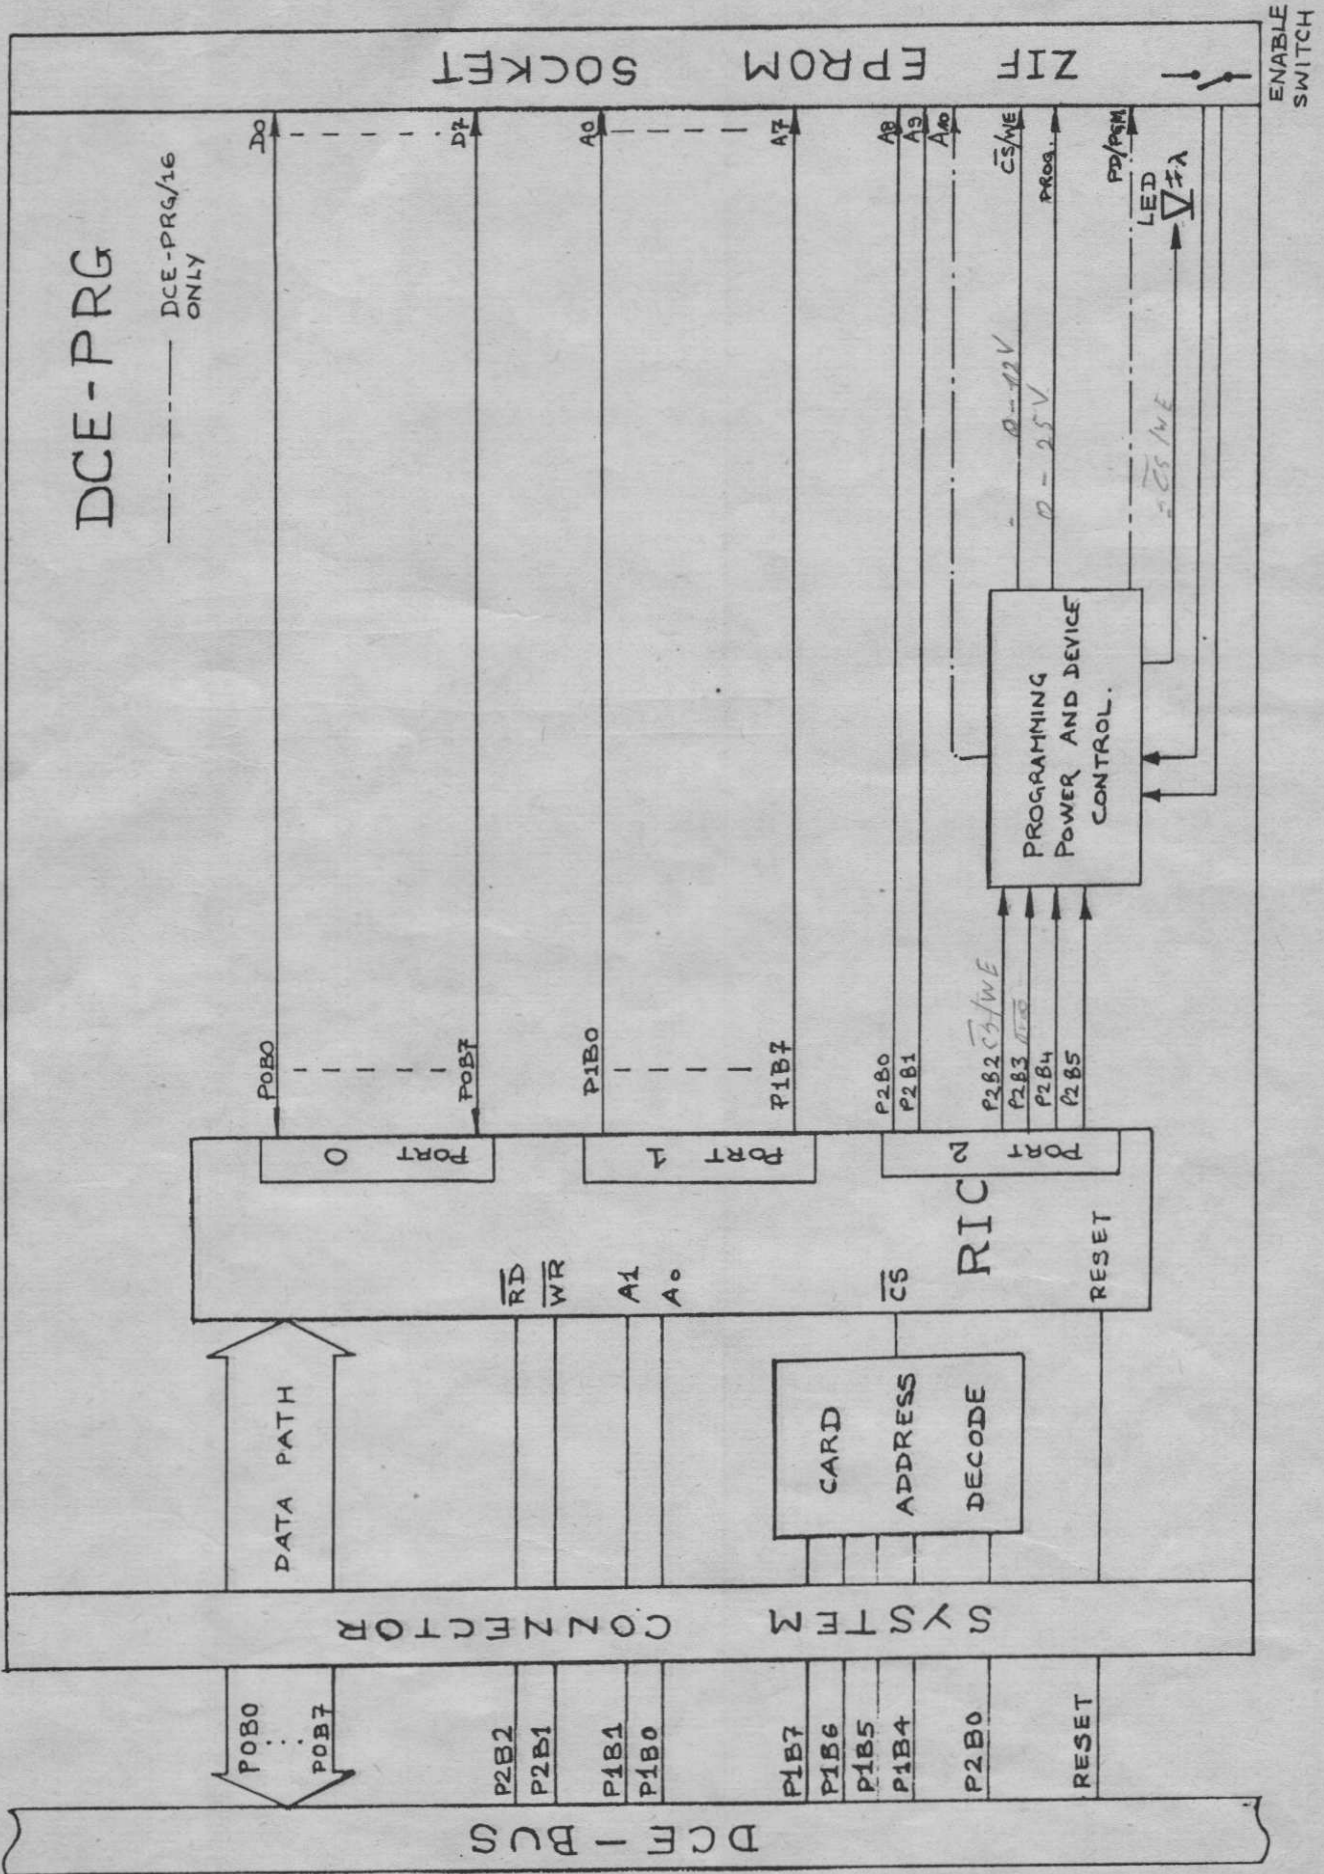 DCE-PRG
DCE-PRG/16
ONLY
DCE-BUS
P0B0
P0B7
P2B2
P2B1
P1B1
P1B0
P1B7
P1B6
P1B5
P1B4
P2B0
RESET
SYSTEM CONNECTOR
DATA PATH
CARD
ADDRESS
DECODE
RD
WR
A1
A0
CS
RESET
RIC
PORT 0
PORT 1
PORT 2
P0B0
P0B7
P1B0
P1B7
P2B0
P2B1
P2B2 CS/WE
P2B3
P2B4
P2B5
PROGRAMMING
POWER AND DEVICE
CONTROL.
0-12V
0-25V
= CS/WE
D0
D7
A0
A7
A8
A9
A10
CS/WE
PROG.
PD/PGM
LED
ZIF EPROM SOCKET
ENABLE
SWITCH